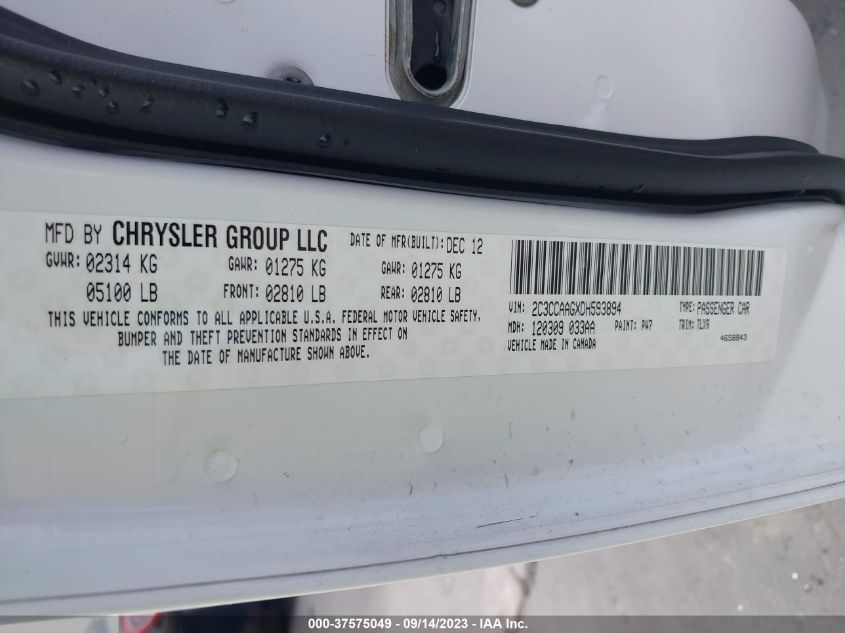 MFD BY CHRYSLER GROUP LLC DATE OF MFR(BUILT): DEC 12
GVWR: 02314 KG GAWR: 01275 KG GAWR: 01275 KG
05100 LB FRONT: 02810 LB REAR: 02810 LB
THIS VEHICLE CONFORMS TO ALL APPLICABLE U.S.A. FEDERAL MOTOR VEHICLE SAFETY,
BUMPER AND THEFT PREVENTION STANDARDS IN EFFECT ON
THE DATE OF MANUFACTURE SHOWN ABOVE.
VIN: 2C3CCAAGXDH593894 TYPE: PASSENGER CAR
MDH: 120309 033AA PAINT: PW7 TRIM: TLX9
VEHICLE MADE IN CANADA 4658843
000-37575049 - 09/14/2023 - IAA Inc.